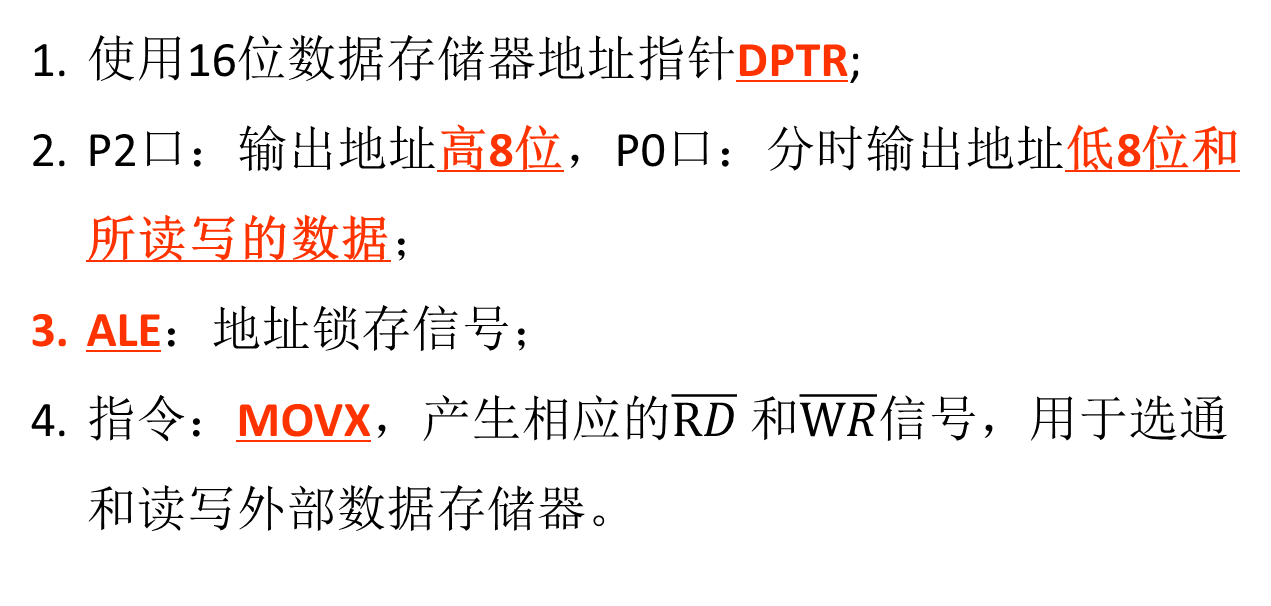 1. 使用16位数据存储器地址指针DPTR;
2. P2口：输出地址高8位，P0口：分时输出地址低8位和
所读写的数据；
3. ALE：地址锁存信号；
4. 指令：MOVX，产生相应的R̅D̅ 和W̅R̅信号，用于选通
和读写外部数据存储器。